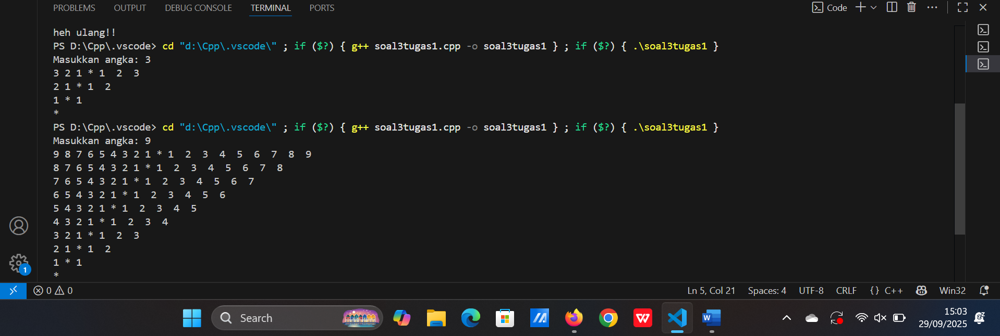 PROBLEMS OUTPUT DEBUG CONSOLE TERMINAL PORTS Code
heh ulang!!
PS D:\Cpp\.vscode> cd "d:\Cpp\.vscode\" ; if ($?) { g++ soal3tugas1.cpp -o soal3tugas1 } ; if ($?) { .\soal3tugas1 }
Masukkan angka: 3
3 2 1 * 1  2  3
2 1 * 1  2
1 * 1
*
PS D:\Cpp\.vscode> cd "d:\Cpp\.vscode\" ; if ($?) { g++ soal3tugas1.cpp -o soal3tugas1 } ; if ($?) { .\soal3tugas1 }
Masukkan angka: 9
9 8 7 6 5 4 3 2 1 * 1  2  3  4  5  6  7  8  9
8 7 6 5 4 3 2 1 * 1  2  3  4  5  6  7  8
7 6 5 4 3 2 1 * 1  2  3  4  5  6  7
6 5 4 3 2 1 * 1  2  3  4  5  6
5 4 3 2 1 * 1  2  3  4  5
4 3 2 1 * 1  2  3  4
3 2 1 * 1  2  3
2 1 * 1  2
1 * 1
*
1
0 0 Ln 5, Col 21 Spaces: 4 UTF-8 CRLF {} C++ Win32
Search W W 15:03
29/09/2025